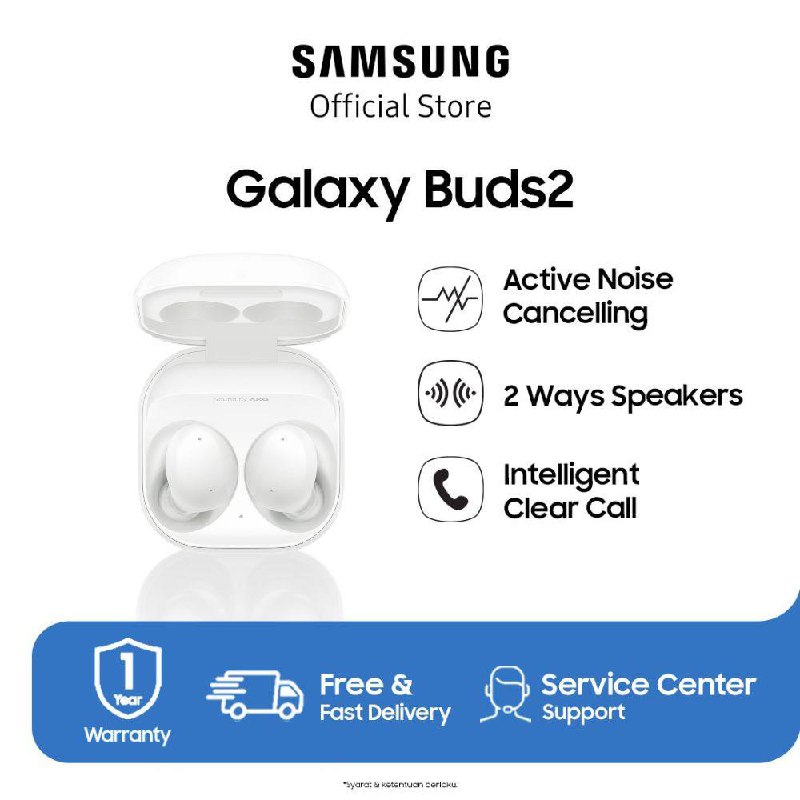 SAMSUNG
Official Store
Galaxy Buds2
Active Noise
Cancelling
2 Ways Speakers
Intelligent
Clear Call
1
Year
Warranty
Free &
Fast Delivery
Service Center
Support
*Syarat & ketentuan berlaku.